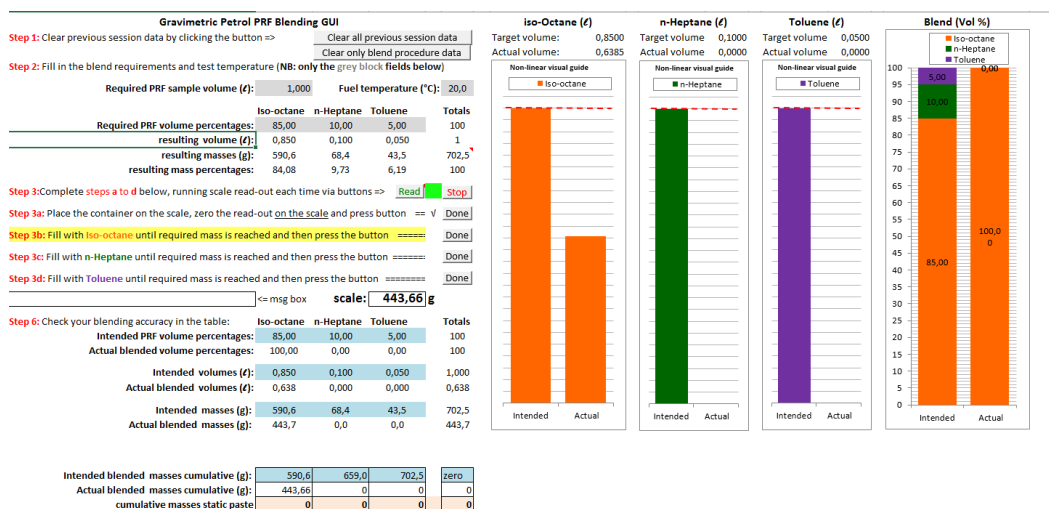 Gravimetric Petrol PRF Blending GUI
Step 1: Clear previous session data by clicking the button =>
Clear all previous session data
Clear only blend procedure data
Step 2: Fill in the blend requirements and test temperature (NB: only the grey block fields below)
Required PRF sample volume (ℓ): 1,000 Fuel temperature (°C): 20,0
Iso-octane n-Heptane Toluene Totals
Required PRF volume percentages: 85,00 10,00 5,00 100
resulting volume (ℓ): 0,850 0,100 0,050 1
resulting masses (g): 590,6 68,4 43,5 702,5
resulting mass percentages: 84,08 9,73 6,19 100
Step 3:Complete steps a to d below, running scale read-out each time via buttons => Read Stop
Step 3a: Place the container on the scale, zero the read-out on the scale and press button == √ Done
Step 3b: Fill with Iso-octane until required mass is reached and then press the button ====== Done
Step 3c: Fill with n-Heptane until required mass is reached and then press the button ====== Done
Step 3d: Fill with Toluene until required mass is reached and then press the button ======== Done
<= msg box scale: 443,66 g
Step 6: Check your blending accuracy in the table: Iso-octane n-Heptane Toluene Totals
Intended PRF volume percentages: 85,00 10,00 5,00 100
Actual blended volume percentages: 100,00 0,00 0,00 100
Intended volumes (ℓ): 0,850 0,100 0,050 1,000
Actual blended volumes (ℓ): 0,638 0,000 0,000 0,638
Intended masses (g): 590,6 68,4 43,5 702,5
Actual blended masses (g): 443,7 0,0 0,0 443,7
Intended blended masses cumulative (g): 590,6 659,0 702,5 zero
Actual blended masses cumulative (g): 443,66 0 0 0
cumulative masses static paste 0 0 0 0
iso-Octane (ℓ)
Target volume: 0,8500
Actual volume: 0,6385
Non-linear visual guide
Iso-octane
Intended Actual
n-Heptane (ℓ)
Target volume 0,1000
Actual volume 0,0000
Non-linear visual guide
n-Heptane
Intended Actual
Toluene (ℓ)
Target volume 0,0500
Actual volume 0,0000
Non-linear visual guide
Toluene
Intended Actual
Blend (Vol %)
Iso-octane
n-Heptane
Toluene
100
95
90
85
80
75
70
65
60
55
50
45
40
35
30
25
20
15
10
5
0
5,00
10,00
85,00
0,00
100,0
0
Intended Actual